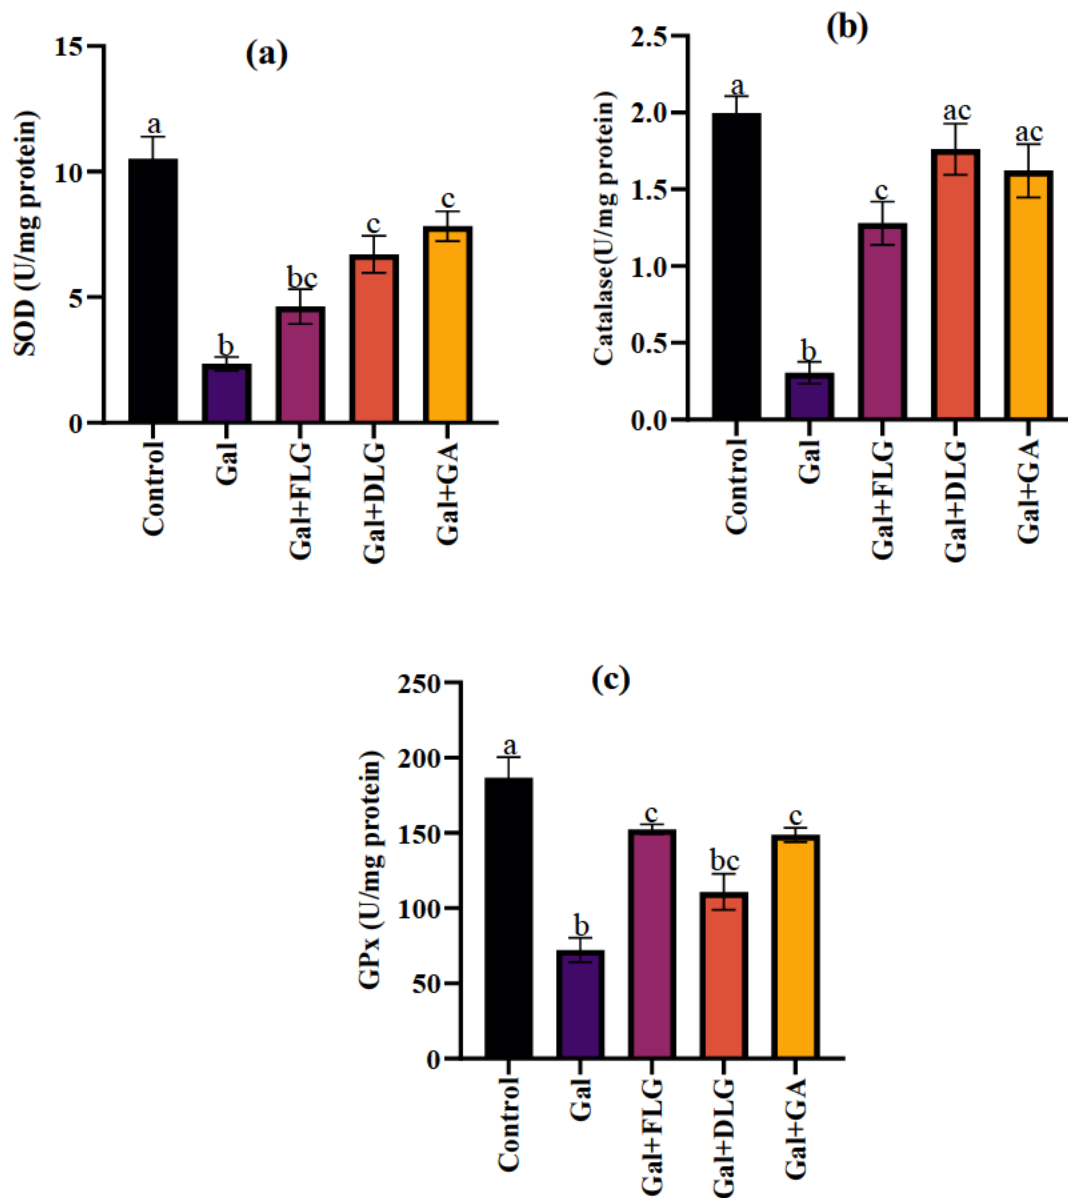 (a)
SOD (U/mg protein)
15
10
5
0
a
b
bc
c
c
Control
Gal
Gal+FLG
Gal+DLG
Gal+GA
(b)
Catalase(U/mg protein)
2.5
2.0
1.5
1.0
0.5
0.0
a
b
c
ac
ac
Control
Gal
Gal+FLG
Gal+DLG
Gal+GA
(c)
GPx (U/mg protein)
250
200
150
100
50
0
a
b
c
bc
c
Control
Gal
Gal+FLG
Gal+DLG
Gal+GA